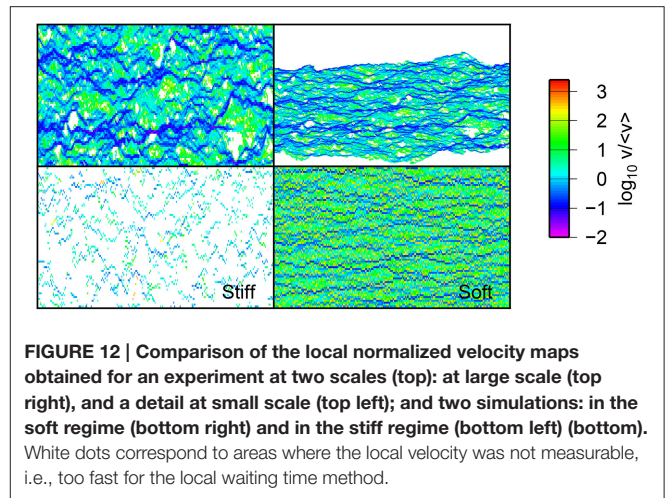 3
2
1
0
−1
−2
log₁₀ v/<v>
Stiff
Soft
FIGURE 12 | Comparison of the local normalized velocity maps
obtained for an experiment at two scales (top): at large scale (top
right), and a detail at small scale (top left); and two simulations: in the
soft regime (bottom right) and in the stiff regime (bottom left) (bottom).
White dots correspond to areas where the local velocity was not measurable,
i.e., too fast for the local waiting time method.